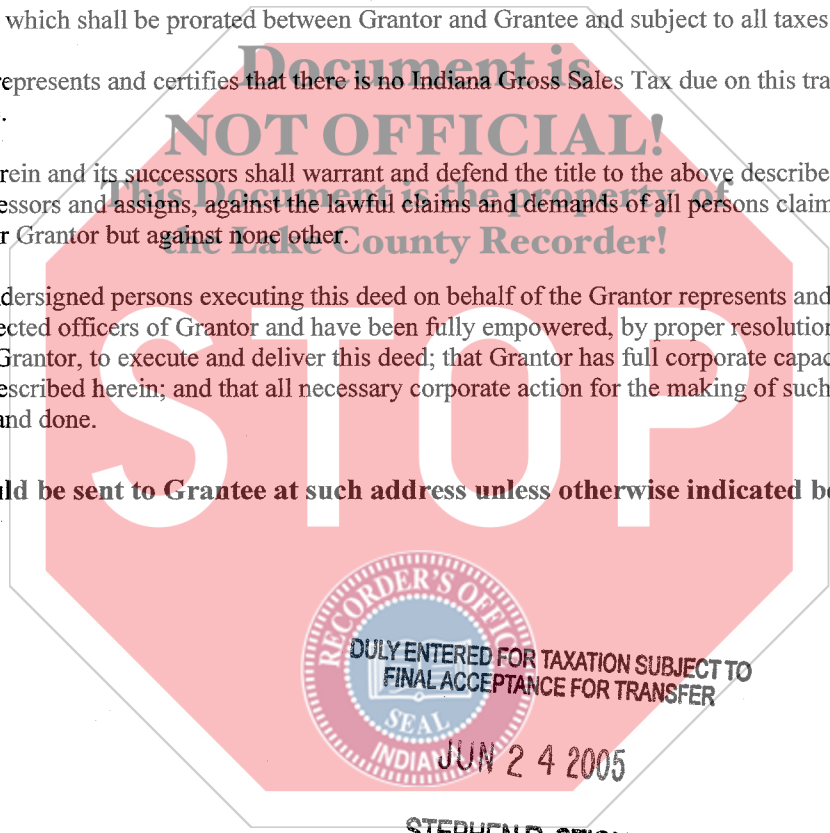 which shall be prorated between Grantor and Grantee and subject to all taxes
Document is
epresents and certifies that there is no Indiana Gross Sales Tax due on this tra
.
NOT OFFICIAL!
rein and its successors shall warrant and defend the title to the above describe
This Document is the property of
essors and assigns, against the lawful claims and demands of all persons claim
r Grantor but against none other.
the Lake County Recorder!
dersigned persons executing this deed on behalf of the Grantor represents and
ected officers of Grantor and have been fully empowered, by proper resolution
Grantor, to execute and deliver this deed; that Grantor has full corporate capac
escribed herein; and that all necessary corporate action for the making of such
and done.
STOP
ld be sent to Grantee at such address unless otherwise indicated be
RECORDER'S OFFICE
DULY ENTERED FOR TAXATION SUBJECT TO
FINAL ACCEPTANCE FOR TRANSFER
SEAL
INDIANA
JUN 24 2005